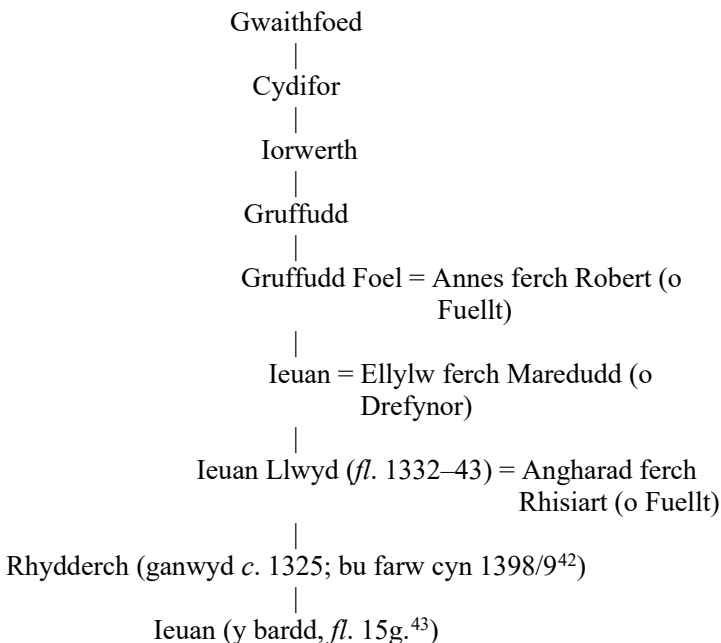 Gwaithfoed
|
Cydifor
|
Iorwerth
|
Gruffudd
|
Gruffudd Foel = Annes ferch Robert (o
Fuellt)
|
Ieuan = Ellylw ferch Maredudd (o
Drefynor)
|
Ieuan Llwyd (fl. 1332–43) = Angharad ferch
Rhisiart (o Fuellt)
|
Rhydderch (ganwyd c. 1325; bu farw cyn 1398/9⁴²)
|
Ieuan (y bardd, fl. 15g.⁴³)